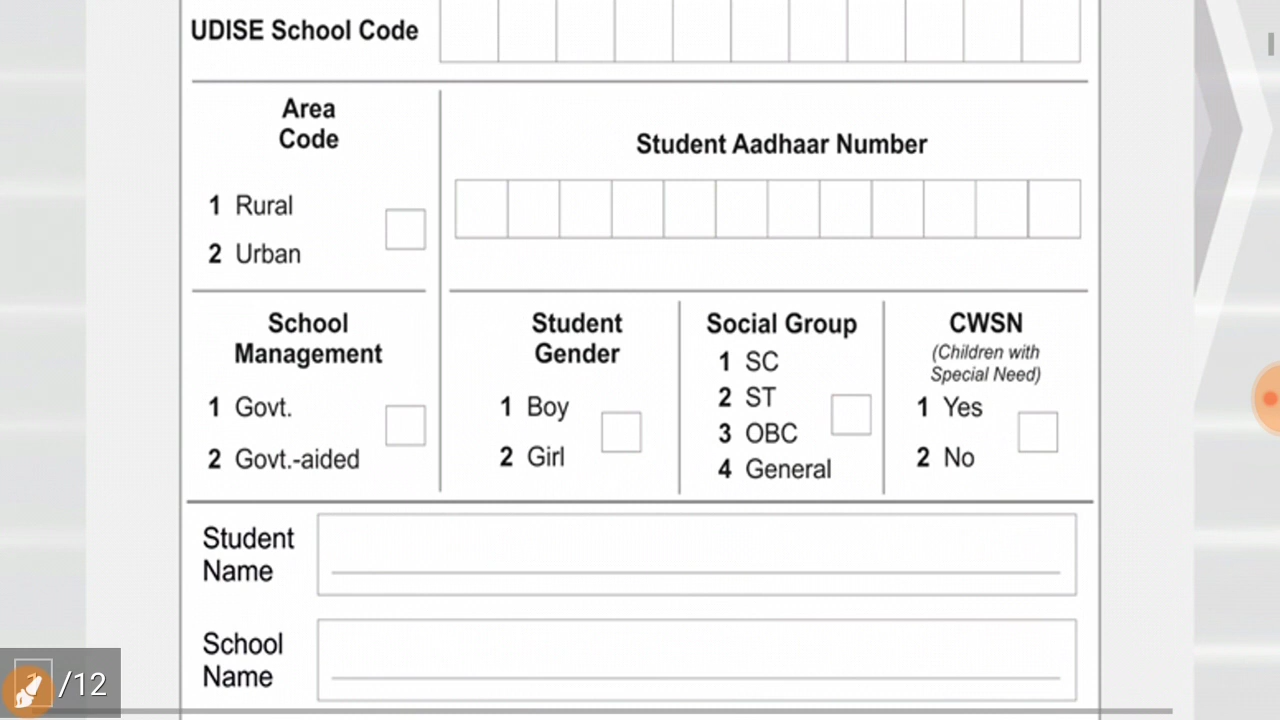 UDISE School Code
Area
Code
1 Rural
2 Urban
Student Aadhaar Number
School
Management
1 Govt.
2 Govt.-aided
Student
Gender
1 Boy
2 Girl
Social Group
1 SC
2 ST
3 OBC
4 General
CWSN
(Children with
Special Need)
1 Yes
2 No
Student
Name
School
Name
/12